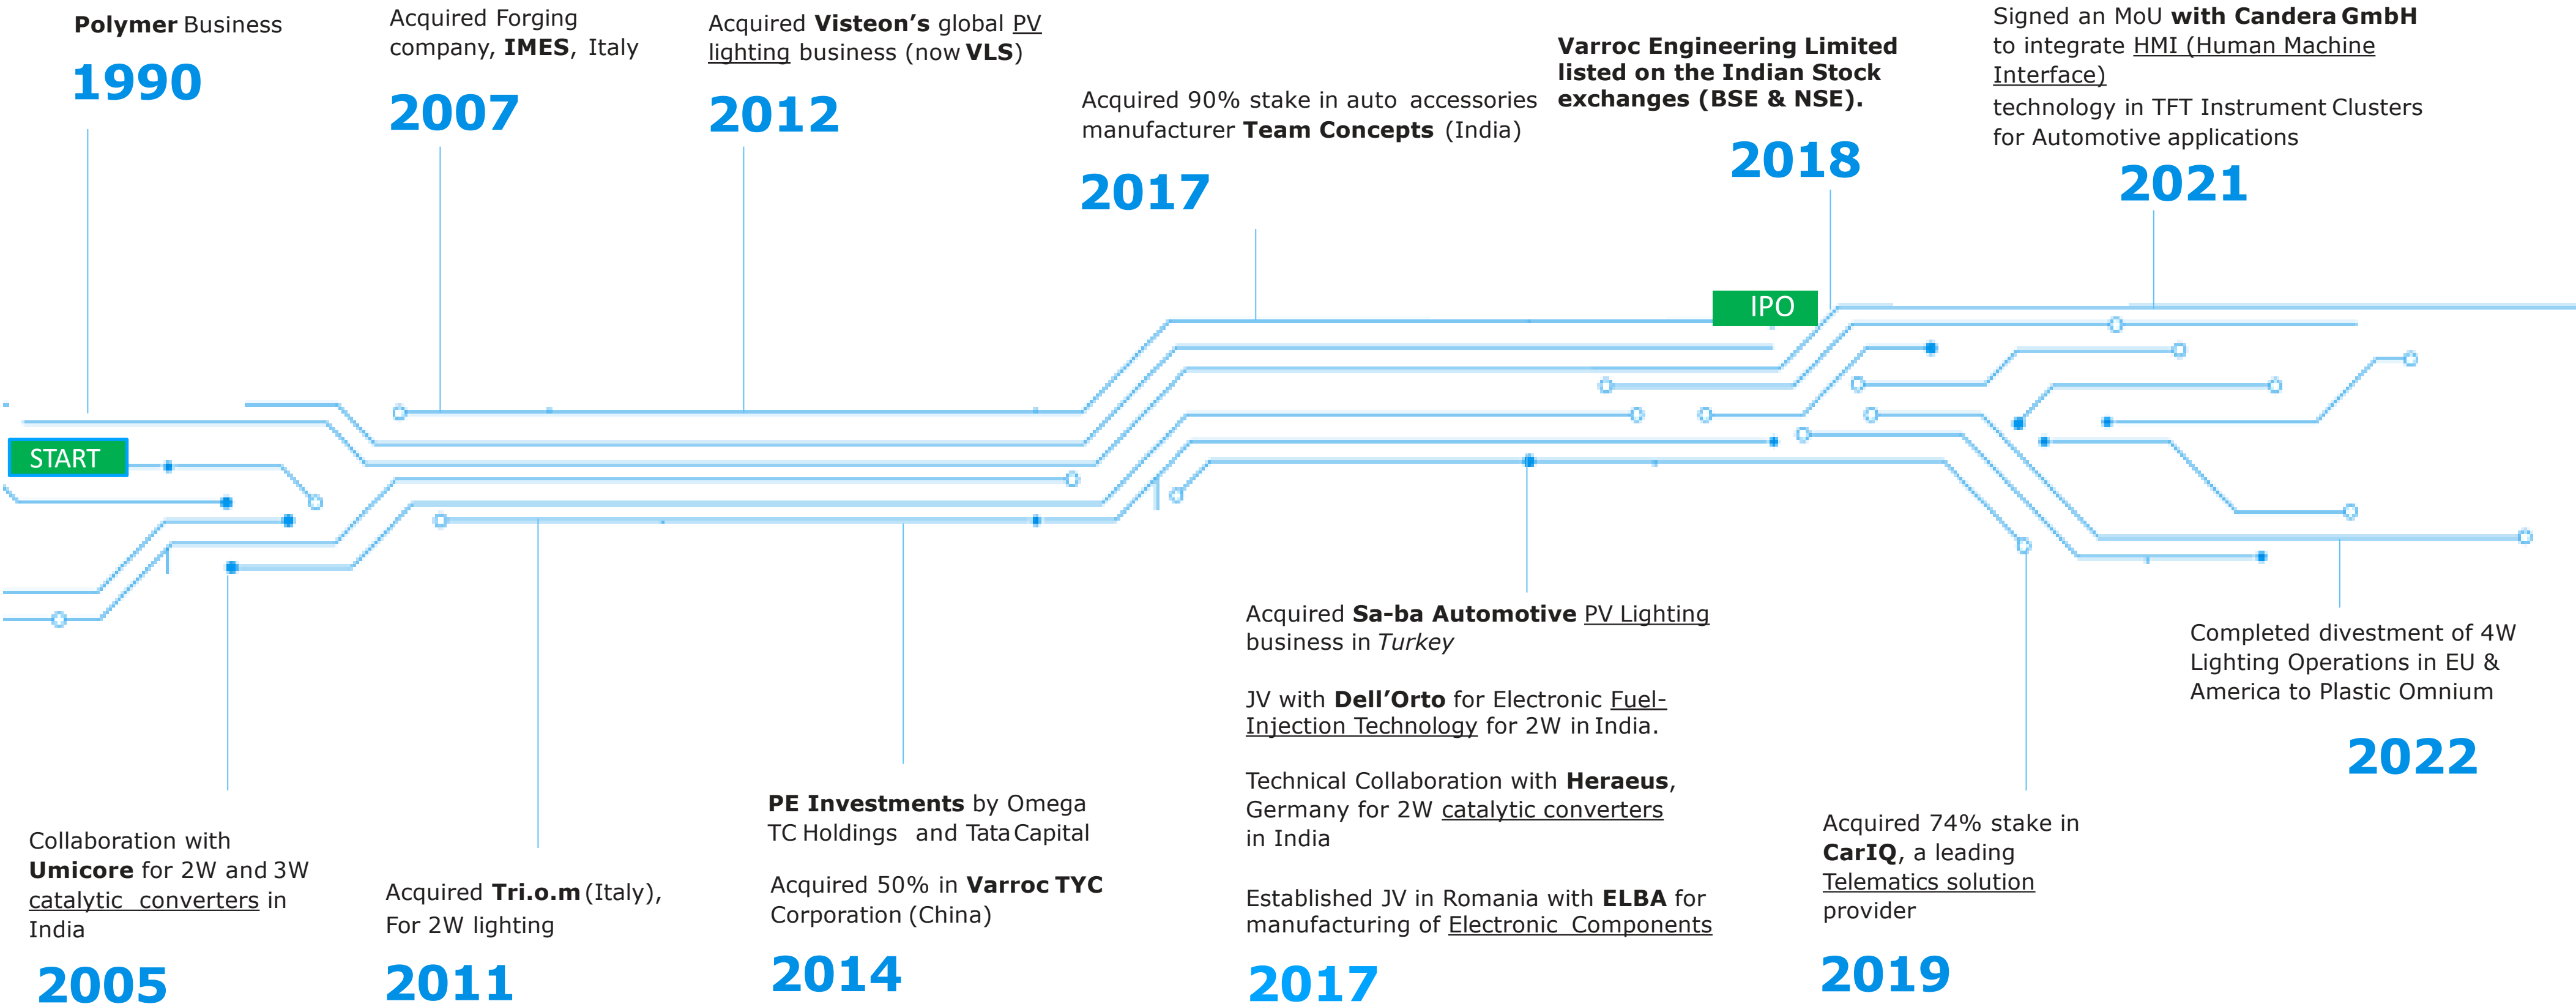 Polymer Business
1990
Acquired Forging
company, IMES, Italy
2007
Acquired Visteon’s global PV
lighting business (now VLS)
2012
Acquired 90% stake in auto accessories
manufacturer Team Concepts (India)
2017
Varroc Engineering Limited
listed on the Indian Stock
exchanges (BSE & NSE).
2018
Signed an MoU with Candera GmbH
to integrate HMI (Human Machine
Interface)
technology in TFT Instrument Clusters
for Automotive applications
2021
IPO
START
Collaboration with
Umicore for 2W and 3W
catalytic converters in
India
2005
Acquired Tri.o.m (Italy),
For 2W lighting
2011
PE Investments by Omega
TC Holdings and Tata Capital
Acquired 50% in Varroc TYC
Corporation (China)
2014
Acquired Sa-ba Automotive PV Lighting
business in Turkey
JV with Dell’Orto for Electronic Fuel-
Injection Technology for 2W in India.
Technical Collaboration with Heraeus,
Germany for 2W catalytic converters
in India
Established JV in Romania with ELBA for
manufacturing of Electronic Components
2017
Acquired 74% stake in
CarIQ, a leading
Telematics solution
provider
2019
Completed divestment of 4W
Lighting Operations in EU &
America to Plastic Omnium
2022